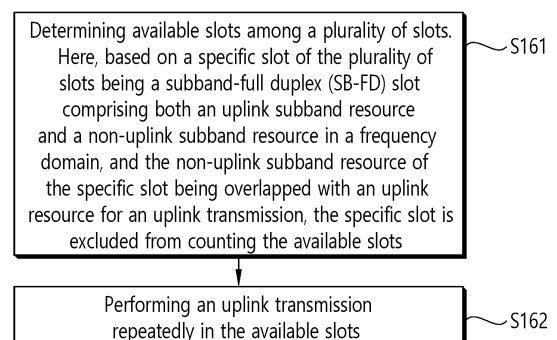 Determining available slots among a plurality of slots.
Here, based on a specific slot of the plurality of
slots being a subband-full duplex (SB-FD) slot
comprising both an uplink subband resource
and a non-uplink subband resource in a frequency
domain, and the non-uplink subband resource of
the specific slot being overlapped with an uplink
resource for an uplink transmission, the specific slot is
excluded from counting the available slots
S161
Performing an uplink transmission
repeatedly in the available slots
S162